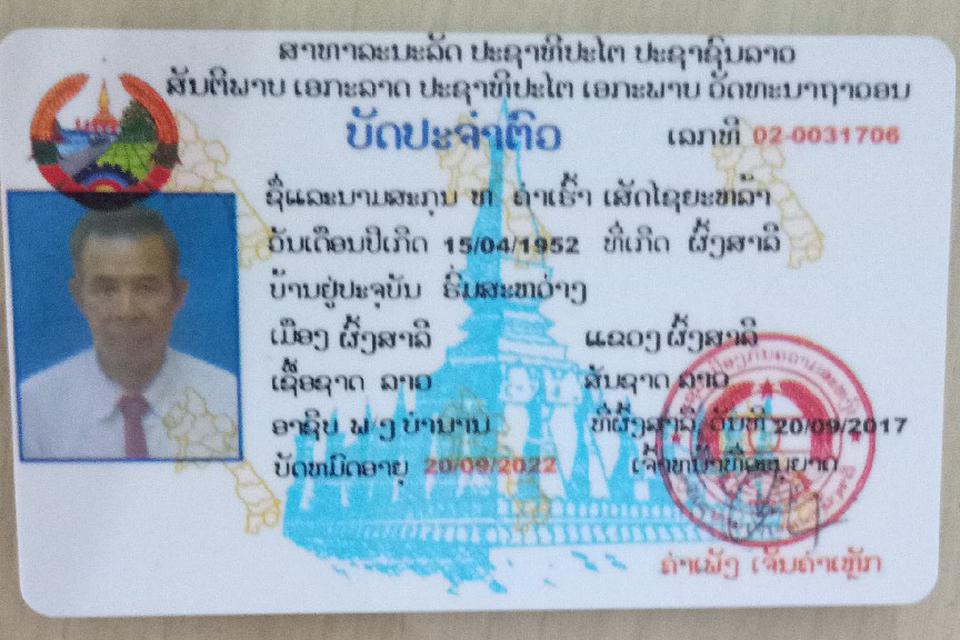 ສາທາລະນະລັດ ປະຊາທິປະໄຕ ປະຊາຊົນລາວ
ສັນຕິພາບ ເອກະລາດ ປະຊາທິປະໄຕ ເອກະພາບ ວັດທະນາຖາວອນ
ບັດປະຈຳຕົວ ເລກທີ 02-0031706
ຊື່ແລະນາມສະກຸນ ທ ຄຳເຮົ້າ ເສັດໄຊຍະຫລ້າ
ວັນເດືອນປີເກີດ 15/04/1952 ທີ່ເກີດ ຜົ້ງສາລີ
ບ້ານຢູ່ປະຈຸບັນ ຮົ່ມສະຫວ່າງ
ເມືອງ ຜົ້ງສາລີ ແຂວງ ຜົ້ງສາລີ
ເຊື້ອຊາດ ລາວ ສັນຊາດ ລາວ
ອາຊິບ ພ/ງ ບຳນານ ທີ່ຜົ້ງສາລີ ວັນທີ 20/09/2017
ບັດຫມົດອາຍຸ 20/09/2022 ເຈົ້າຫນ້າທີ່ອະນຸຍາດ
ຄຳເພັງ